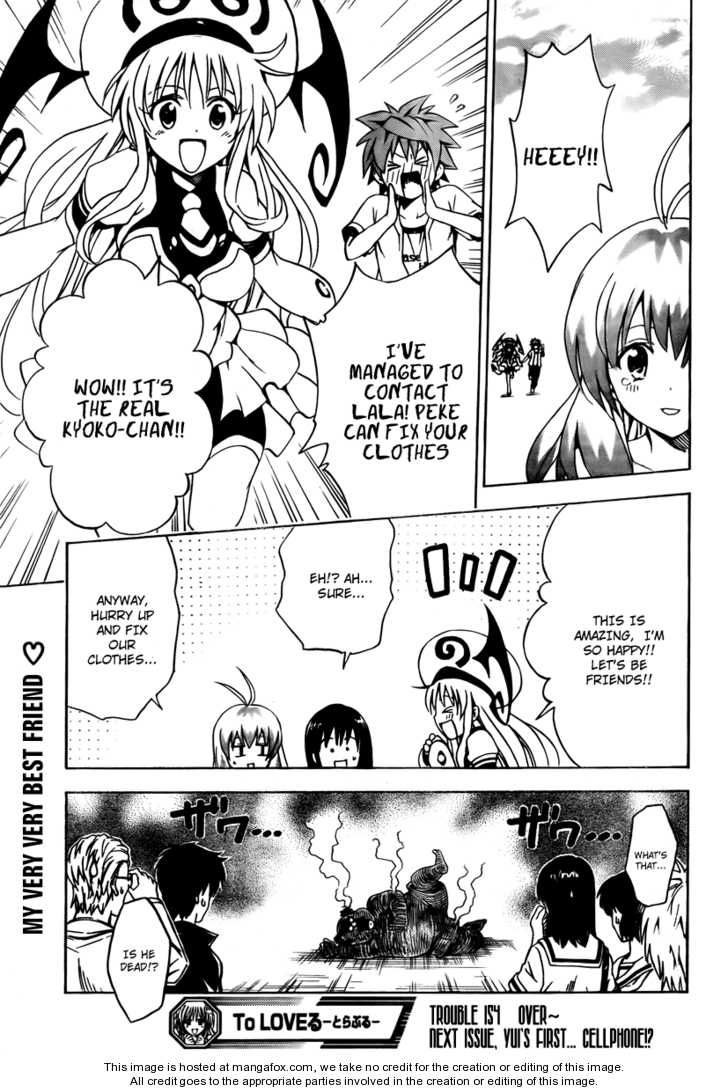 HEEEY!!
I'VE
MANAGED TO
CONTACT
LALA! PEKE
CAN FIX YOUR
CLOTHES
WOW!! IT'S
THE REAL
KYOKO-CHAN!!
THIS IS
AMAZING, I'M
SO HAPPY!!
LET'S BE
FRIENDS!!
EH!? AH...
SURE...
ANYWAY,
HURRY UP
AND FIX
OUR
CLOTHES...
MY VERY VERY BEST FRIEND ♡
WHAT'S
THAT...
ザワ...
ザワ...
IS HE
DEAD!?
To LOVEる－とらぶる－
TROUBLE 154 OVER~
NEXT ISSUE, YUI'S FIRST... CELLPHONE!?
This image is hosted at mangafox.com, we take no credit for the creation or editing of this image.
All credit goes to the appropriate parties involved in the creation and editing of this image.